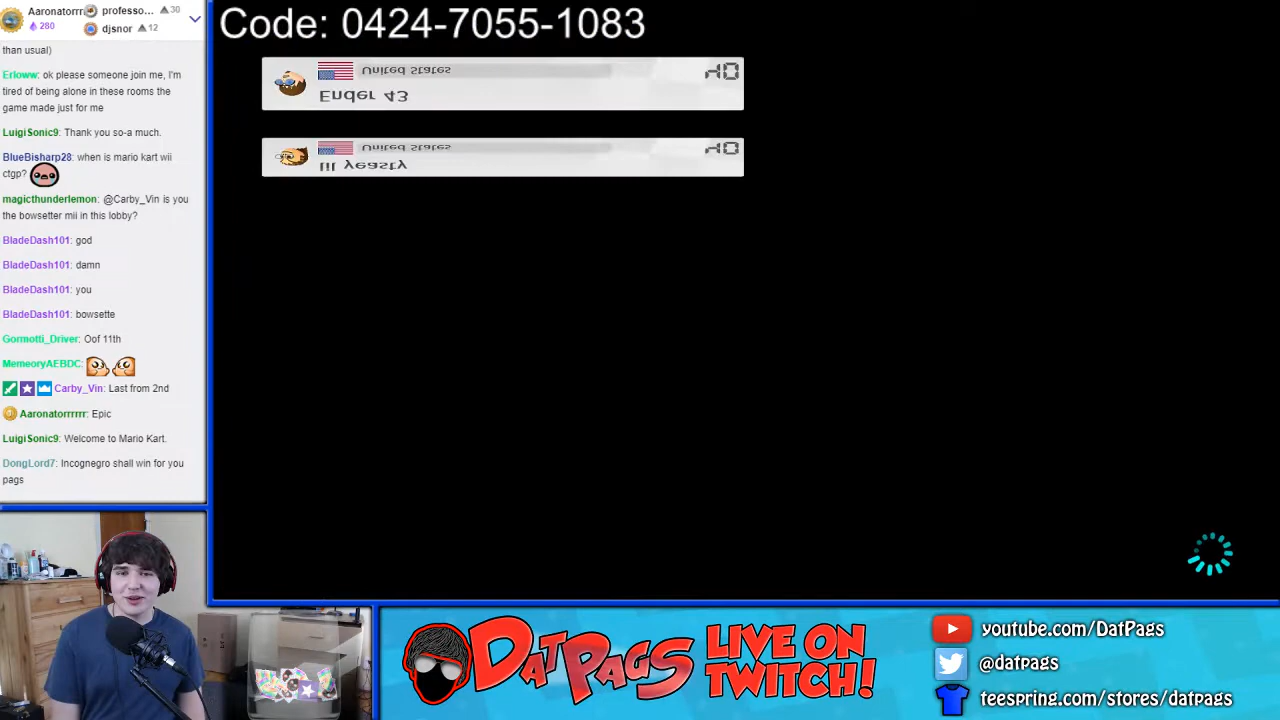 Aaronatorrr
280
professo... 30
djsnor 12
than usual)
Erloww: ok please someone join me, I'm
tired of being alone in these rooms the
game made just for me
LuigiSonic9: Thank you so-a much.
BlueBisharp28: when is mario kart wii
ctgp?
magicthunderlemon: @Carby_Vin is you
the bowsetter mii in this lobby?
BladeDash101: god
BladeDash101: damn
BladeDash101: you
BladeDash101: bowsette
Gormotti_Driver: Oof 11th
MemeoryAEBDC:
Carby_Vin: Last from 2nd
Aaronatorrrrrr: Epic
LuigiSonic9: Welcome to Mario Kart.
DongLord7: Incognegro shall win for you
pags
Code: 0424-7055-1083
United States
Ender 43
United States
lil yeasty
DATPAGS LIVE ON TWITCH!
youtube.com/DatPags
@datpags
teespring.com/stores/datpags